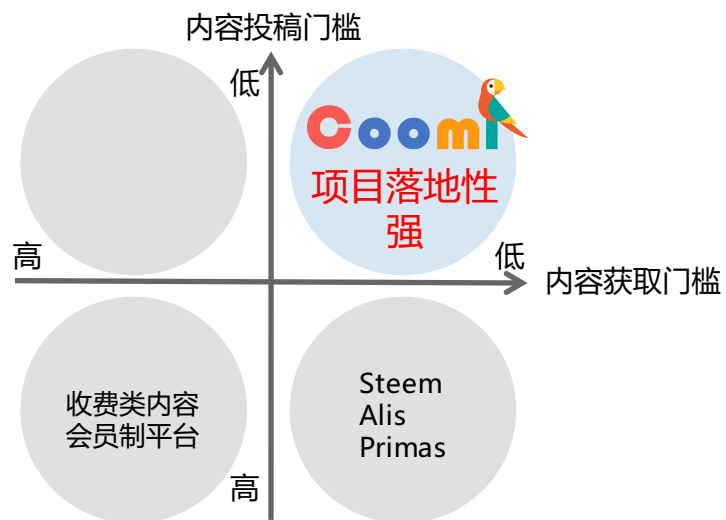 内容投稿门槛
低
Coomi
项目落地性
强
高
低
内容获取门槛
收费类内容
会员制平台
Steem
Alis
Primas
高